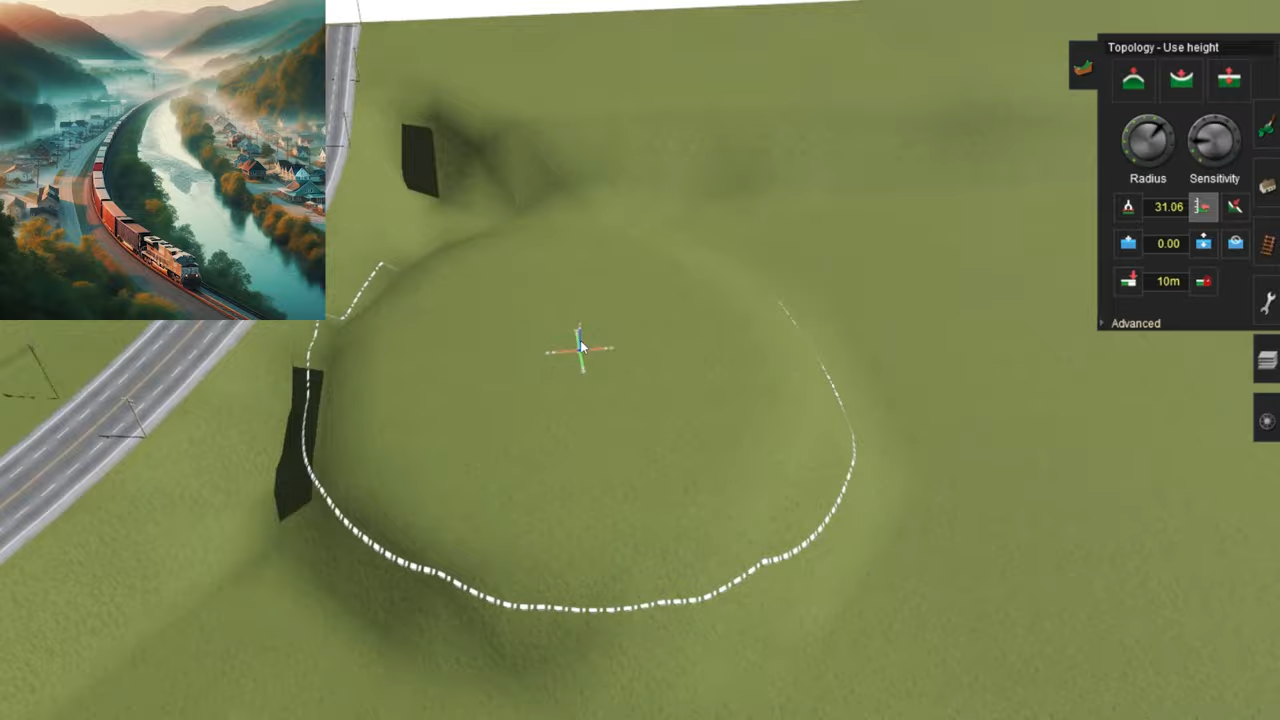 Topology - Use height
Radius
Sensitivity
31.06
0.00
10m
Advanced